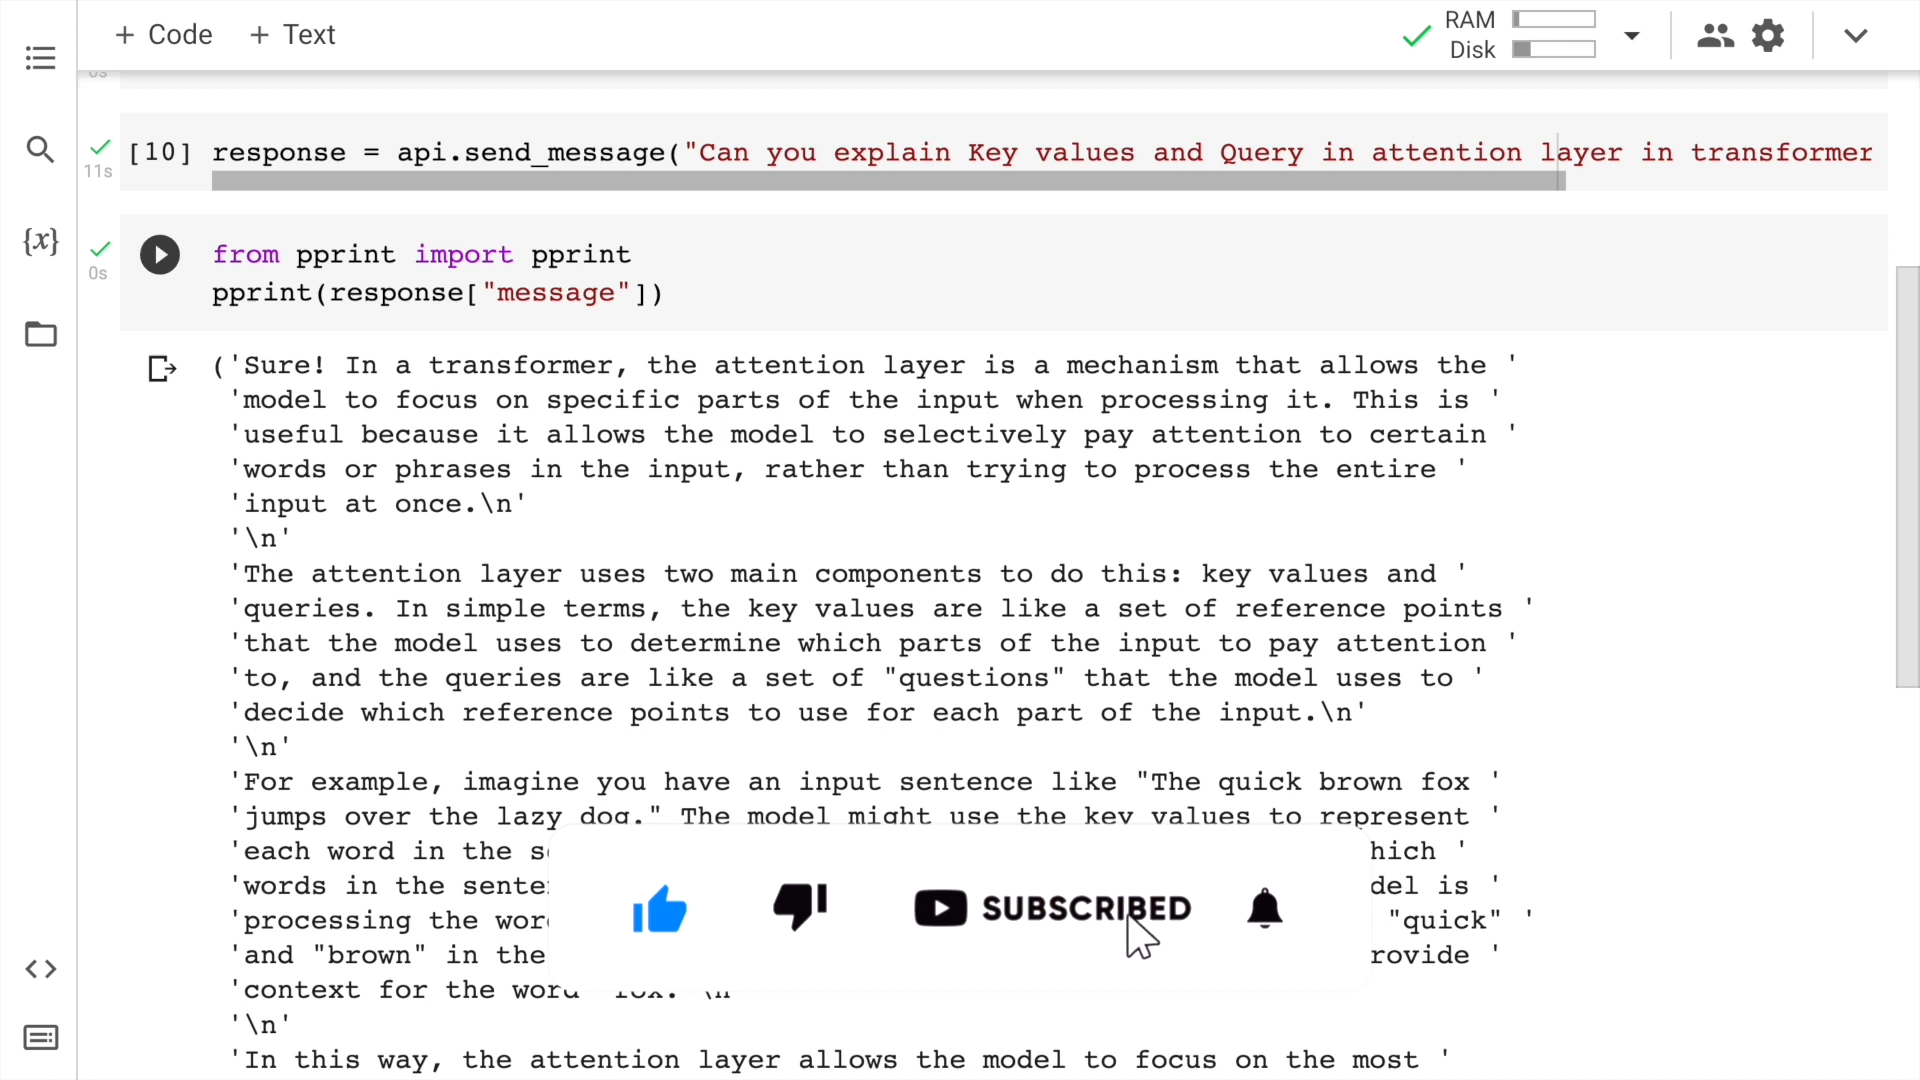 + Code + Text
RAM
Disk
0s
[10] response = api.send_message("Can you explain Key values and Query in attention layer in transformer
11s
{x}
from pprint import pprint
0s
pprint(response["message"])
('Sure! In a transformer, the attention layer is a mechanism that allows the '
'model to focus on specific parts of the input when processing it. This is '
'useful because it allows the model to selectively pay attention to certain '
'words or phrases in the input, rather than trying to process the entire '
'input at once.\n'
'\n'
'The attention layer uses two main components to do this: key values and '
'queries. In simple terms, the key values are like a set of reference points '
'that the model uses to determine which parts of the input to pay attention '
'to, and the queries are like a set of "questions" that the model uses to '
'decide which reference points to use for each part of the input.\n'
'\n'
'For example, imagine you have an input sentence like "The quick brown fox '
'jumps over the lazy dog." The model might use the key values to represent '
'each word in the hich '
'words in the is '
'processing the "quick" '
'and "brown" in the rovide '
'context for the word "fox." \n
SUBSCRIBED
'\n'
'In this way, the attention layer allows the model to focus on the most '